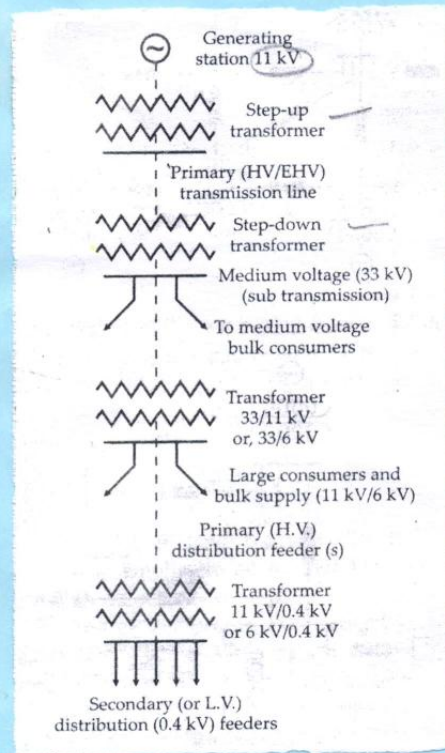 Generating
station 11 kV
Step-up
transformer
Primary (HV/EHV)
transmission line
Step-down
transformer
Medium voltage (33 kV)
(sub transmission)
To medium voltage
bulk consumers
Transformer
33/11 kV
or, 33/6 kV
Large consumers and
bulk supply (11 kV/6 kV)
Primary (H.V.)
distribution feeder (s)
Transformer
11 kV/0.4 kV
or 6 kV/0.4 kV
Secondary (or L.V.)
distribution (0.4 kV) feeders